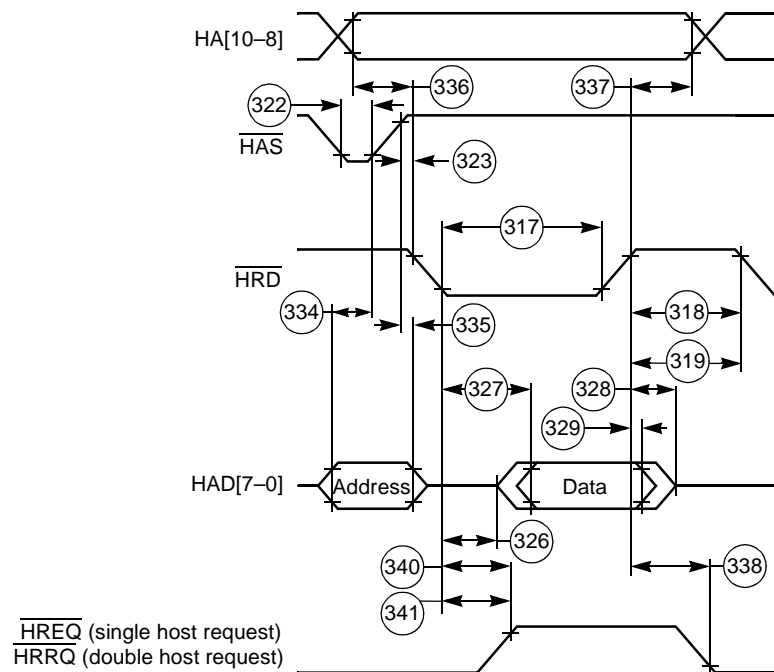 HA[10–8]
336
337
322
HAS
323
317
HRD
334
335
318
319
327
328
329
HAD[7–0]
Address
Data
326
340
338
341
HREQ (single host request)
HRRQ (double host request)